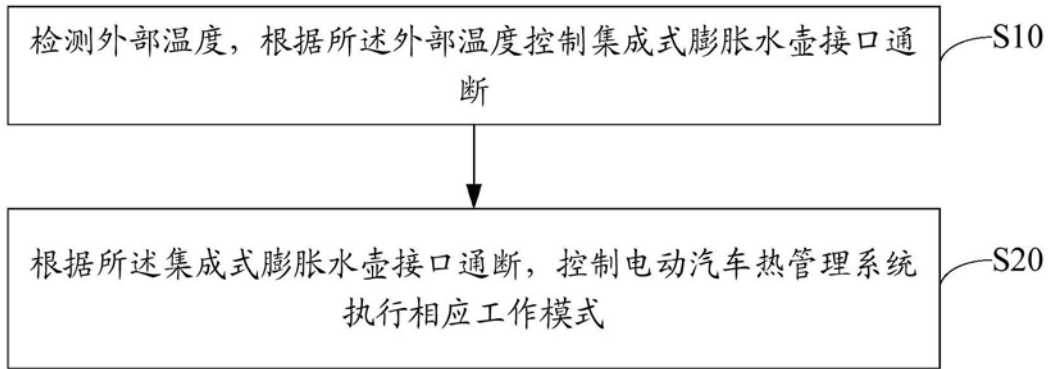 检测外部温度，根据所述外部温度控制集成式膨胀水壶接口通
断
S10
根据所述集成式膨胀水壶接口通断，控制电动汽车热管理系统
执行相应工作模式
S20